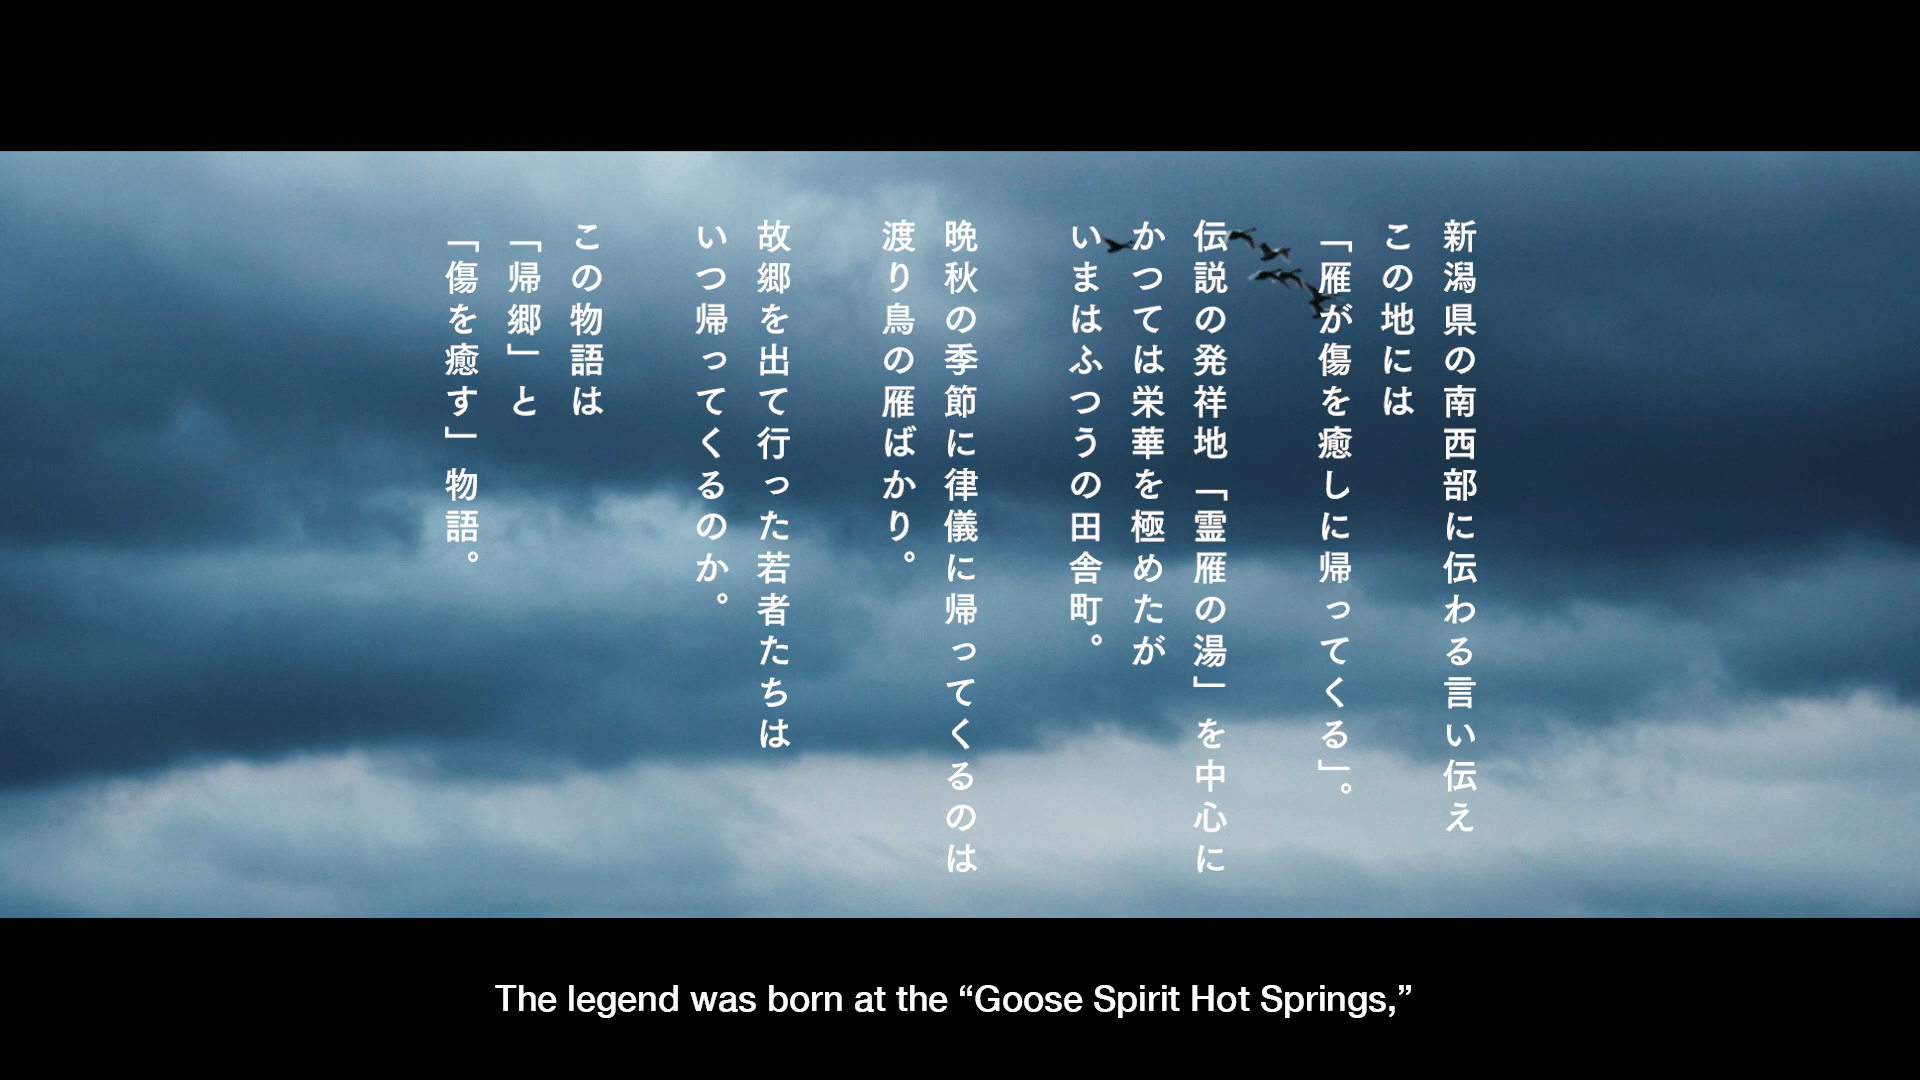 新潟県の南西部に伝わる言い伝え
この地には
「雁が傷を癒しに帰ってくる」。
伝説の発祥地「霊雁の湯」を中心に
かつては栄華を極めたが
いまはふつうの田舎町。
晩秋の季節に律儀に帰ってくるのは
渡り鳥の雁ばかり。
故郷を出て行った若者たちは
いつ帰ってくるのか。
この物語は
「帰郷」と
「傷を癒す」物語。
The legend was born at the “Goose Spirit Hot Springs,”